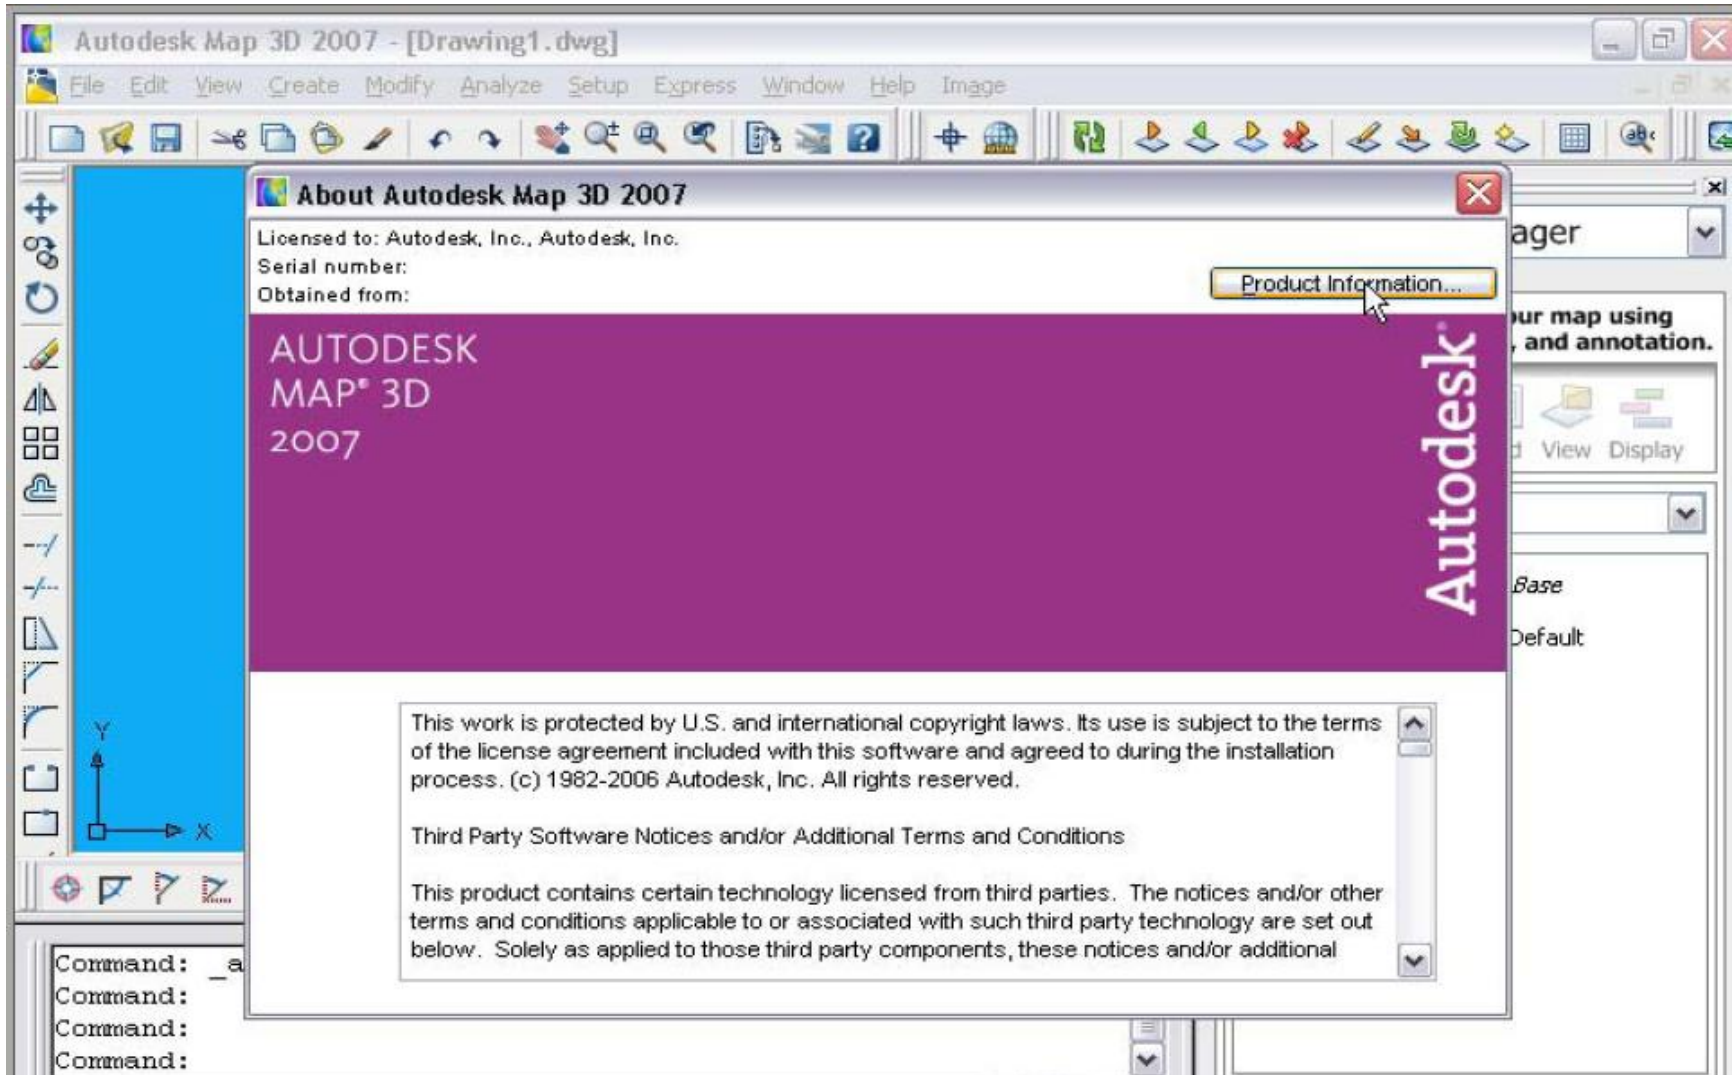 Autodesk Map 3D 2007 - [Drawing1.dwg]
File Edit View Create Modify Analyze Setup Express Window Help Image
About Autodesk Map 3D 2007
Licensed to: Autodesk, Inc., Autodesk, Inc.
Serial number:
Obtained from:
Product Information...
AUTODESK
MAP® 3D
2007
Autodesk®
ager
our map using
, and annotation.
d View Display
Base
Default
Y
X
This work is protected by U.S. and international copyright laws. Its use is subject to the terms
of the license agreement included with this software and agreed to during the installation
process. (c) 1982-2006 Autodesk, Inc. All rights reserved.
Third Party Software Notices and/or Additional Terms and Conditions
This product contains certain technology licensed from third parties. The notices and/or other
terms and conditions applicable to or associated with such third party technology are set out
below. Solely as applied to those third party components, these notices and/or additional
Command: _a
Command:
Command:
Command: